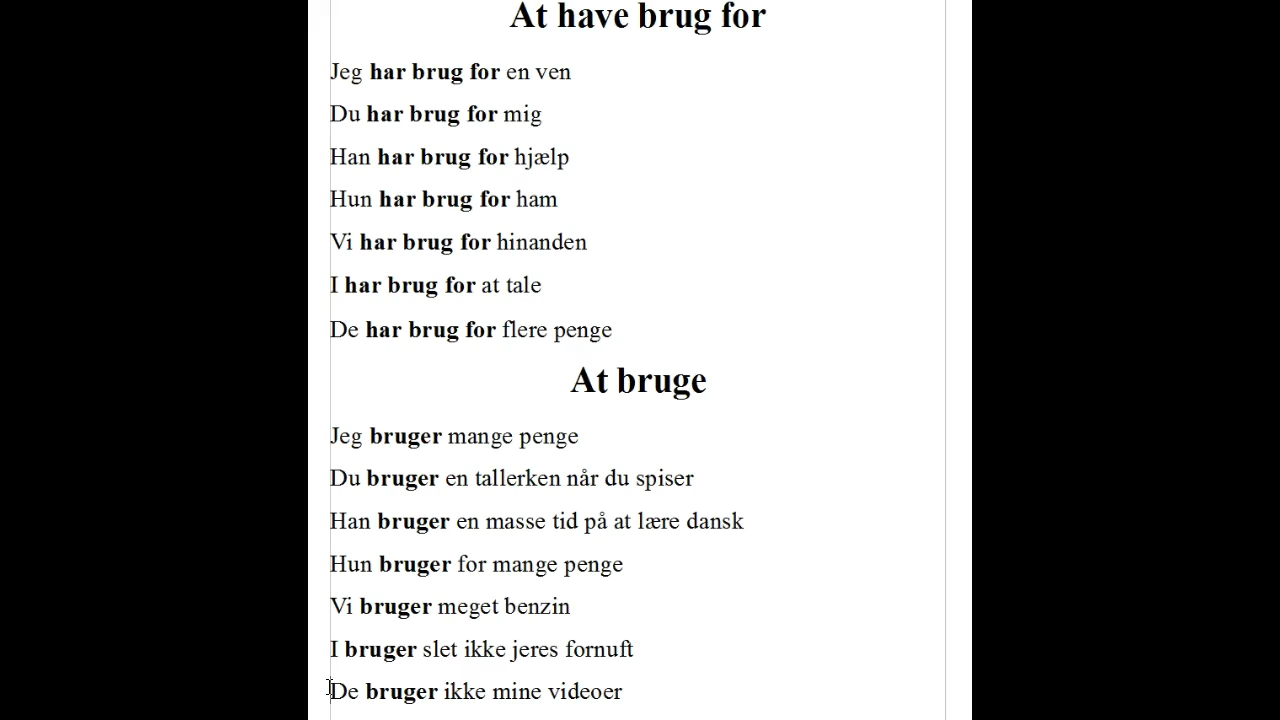 At have brug for
Jeg har brug for en ven
Du har brug for mig
Han har brug for hjælp
Hun har brug for ham
Vi har brug for hinanden
I har brug for at tale
De har brug for flere penge
At bruge
Jeg bruger mange penge
Du bruger en tallerken når du spiser
Han bruger en masse tid på at lære dansk
Hun bruger for mange penge
Vi bruger meget benzin
I bruger slet ikke jeres fornuft
De bruger ikke mine videoer